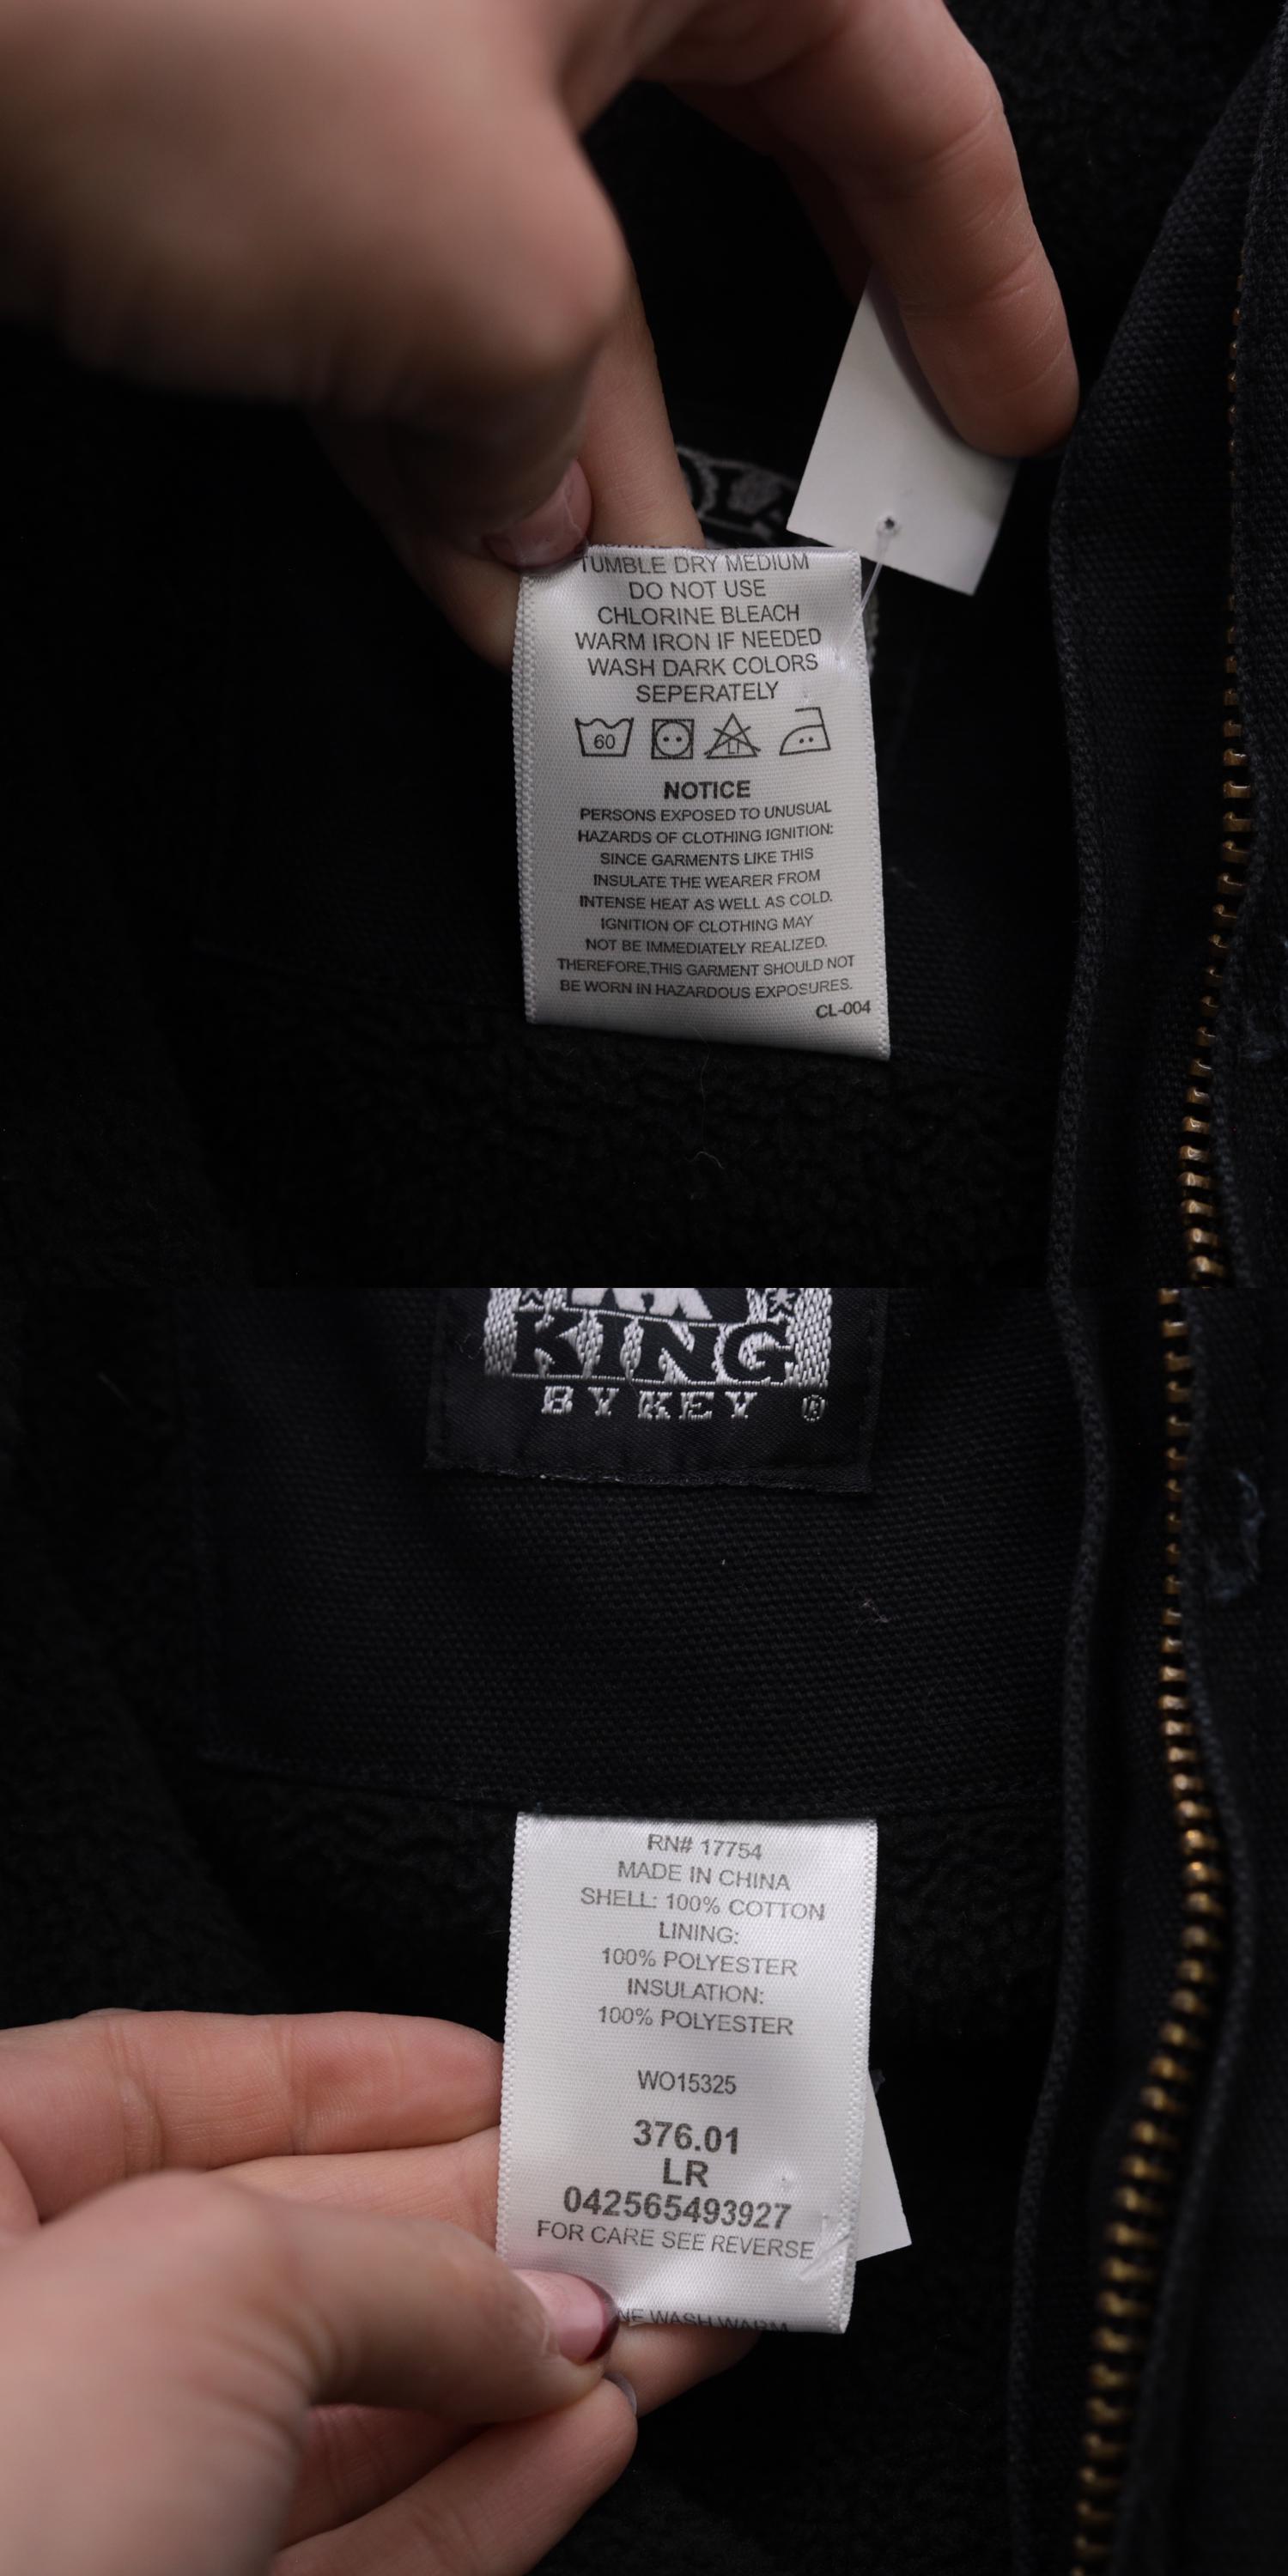 TUMBLE DRY MEDIUM
DO NOT USE
CHLORINE BLEACH
WARM IRON IF NEEDED
WASH DARK COLORS
SEPERATELY
60
NOTICE
PERSONS EXPOSED TO UNUSUAL
HAZARDS OF CLOTHING IGNITION:
SINCE GARMENTS LIKE THIS
INSULATE THE WEARER FROM
INTENSE HEAT AS WELL AS COLD.
IGNITION OF CLOTHING MAY
NOT BE IMMEDIATELY REALIZED.
THEREFORE,THIS GARMENT SHOULD NOT
BE WORN IN HAZARDOUS EXPOSURES.
CL-004
KING
BY KEY ®
RN# 17754
MADE IN CHINA
SHELL: 100% COTTON
LINING:
100% POLYESTER
INSULATION:
100% POLYESTER
WO15325
376.01
LR
042565493927
FOR CARE SEE REVERSE
WASH WARM